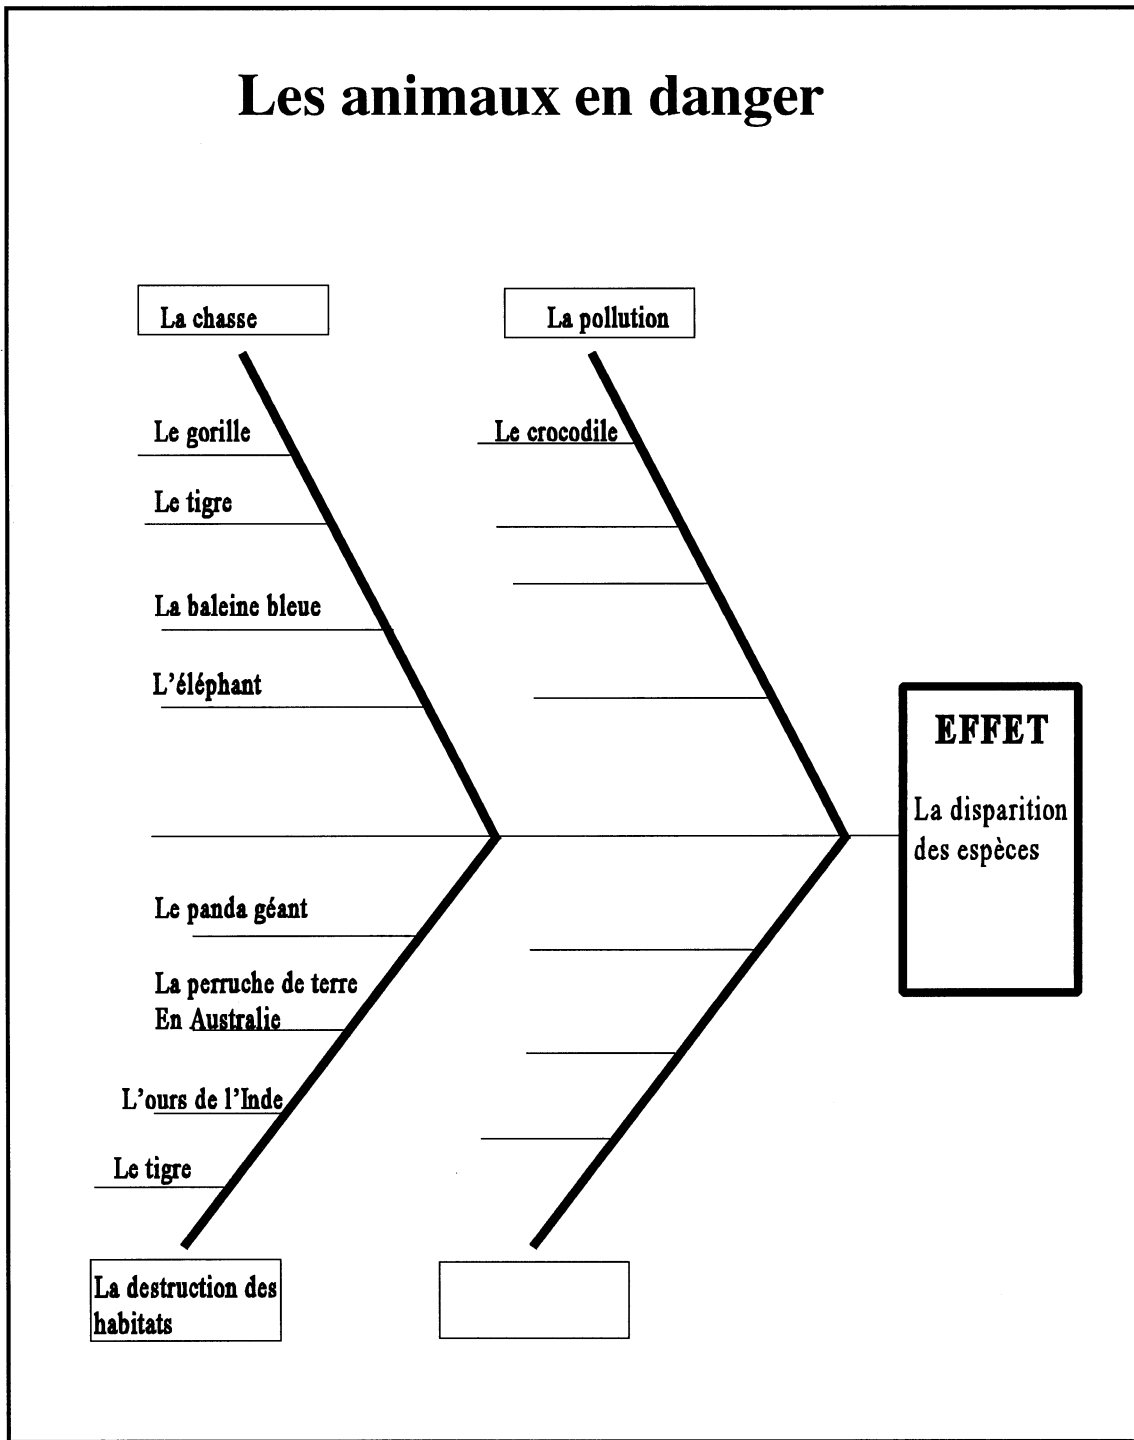 Les animaux en danger
La chasse
La pollution
Le gorille
Le crocodile
Le tigre
La baleine bleue
L'éléphant
EFFET
La disparition
des espèces
Le panda géant
La perruche de terre
En Australie
L'ours de l'Inde
Le tigre
La destruction des
habitats